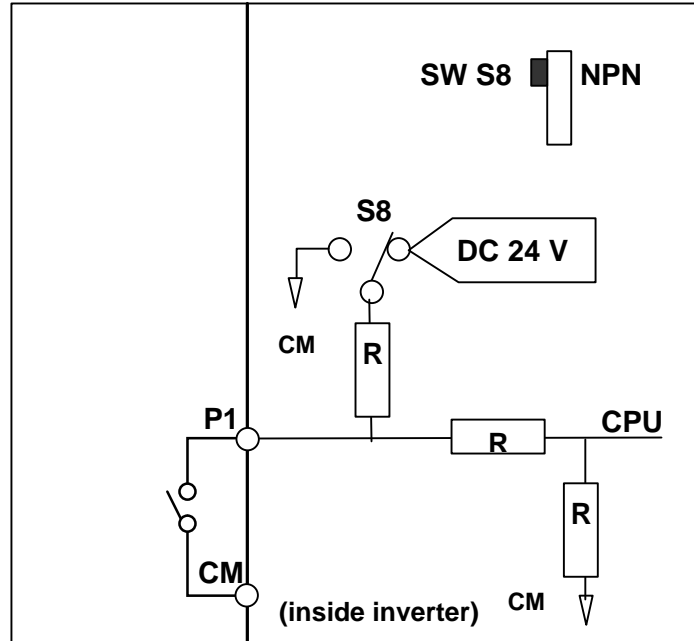 SW S8 NPN
S8
DC 24 V
CM
R
P1
R
CPU
R
CM
(inside inverter)
CM